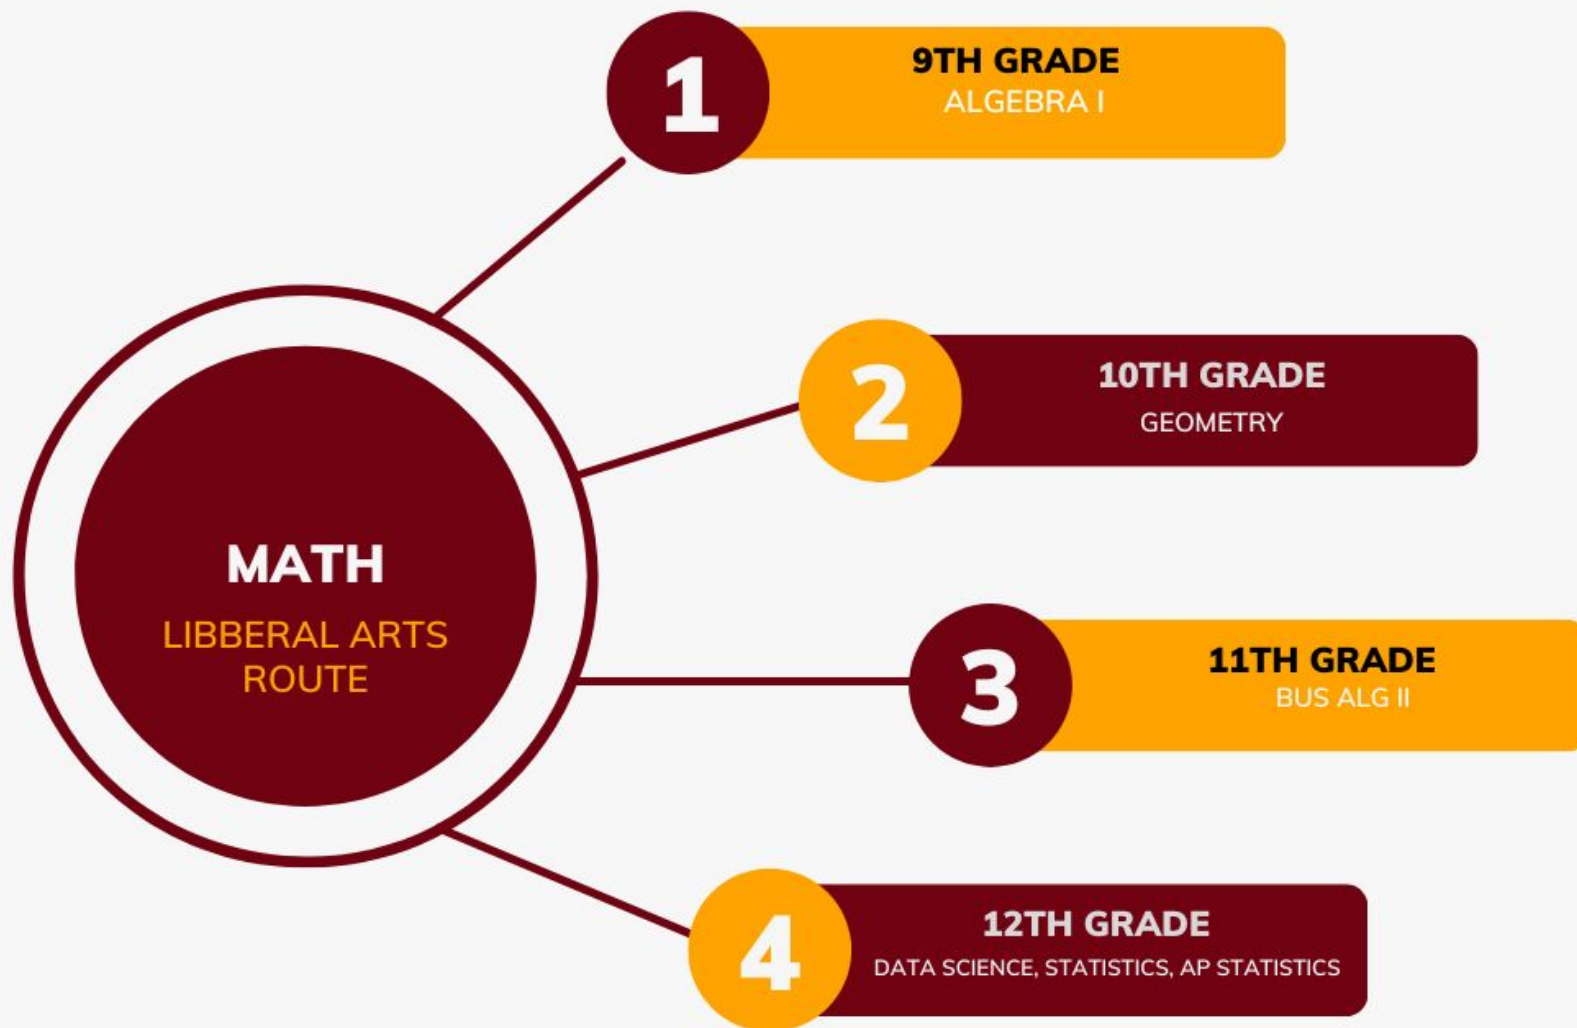 1
9TH GRADE
ALGEBRA I
2
10TH GRADE
GEOMETRY
MATH
LIBBERAL ARTS
ROUTE
3
11TH GRADE
BUS ALG II
4
12TH GRADE
DATA SCIENCE, STATISTICS, AP STATISTICS